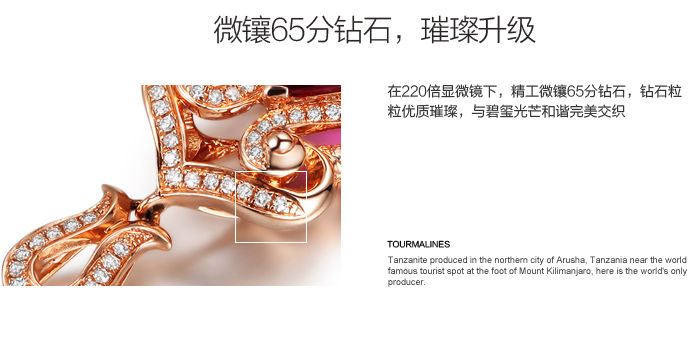 微镶65分钻石，璀璨升级
在220倍显微镜下，精工微镶65分钻石，钻石粒
粒优质璀璨，与碧玺光芒和谐完美交织
TOURMALINES
Tanzanite produced in the northern city of Arusha, Tanzania near the world
famous tourist spot at the foot of Mount Kilimanjaro, here is the world's only
producer.